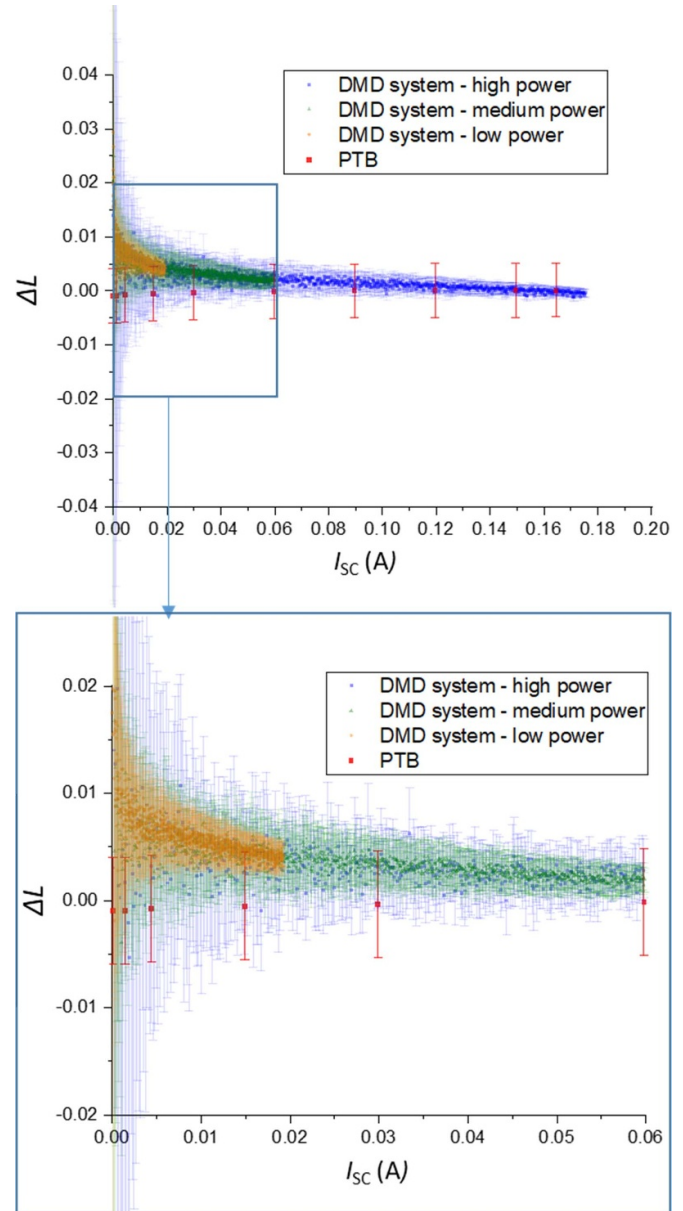 DMD system - high power
DMD system - medium power
DMD system - low power
PTB
0.04
0.03
0.02
0.01
0.00
-0.01
-0.02
-0.03
-0.04
ΔL
0.00 0.02 0.04 0.06 0.08 0.10 0.12 0.14 0.16 0.18 0.20
ISC (A)
DMD system - high power
DMD system - medium power
DMD system - low power
PTB
0.02
0.01
0.00
-0.01
-0.02
ΔL
0.00 0.01 0.02 0.03 0.04 0.05 0.06
ISC (A)